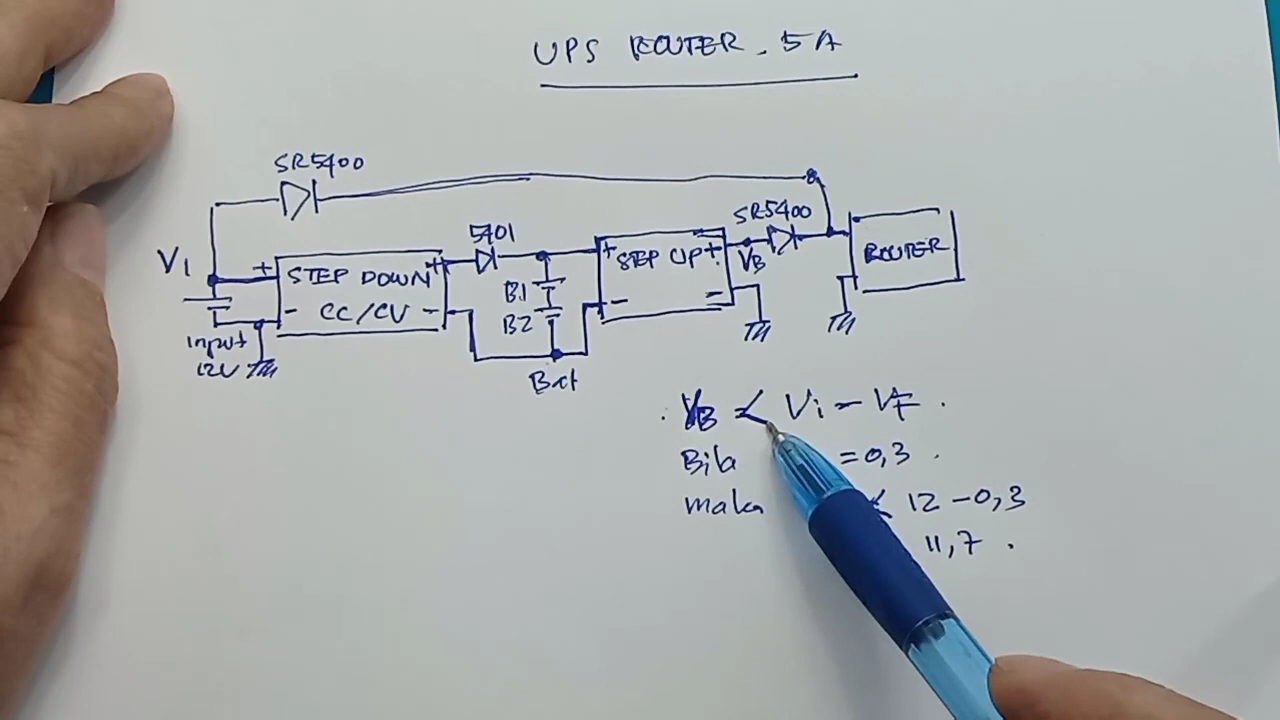 UPS ROUTER . 5A
SR5400
SR5400
5401
V1
+ STEP DOWN +
- CC/CV -
B1
B2
+ STEP UP +
- -
VB
ROUTER
Input
12V
Bat
VB < Vi - VF .
Bila = 0,3 .
maka < 12 - 0,3
11,7 .